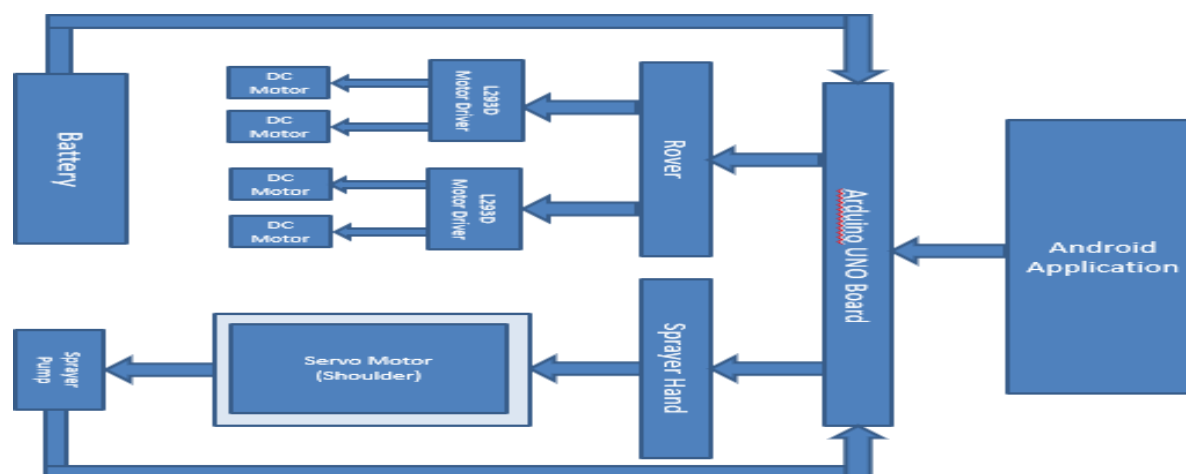 Battery
DC
Motor
DC
Motor
DC
Motor
DC
Motor
L293D
Motor Driver
L293D
Motor Driver
Rover
Arduino UNO Board
Android
Application
Sprayer
Pump
Servo Motor
(Shoulder)
Sprayer Hand